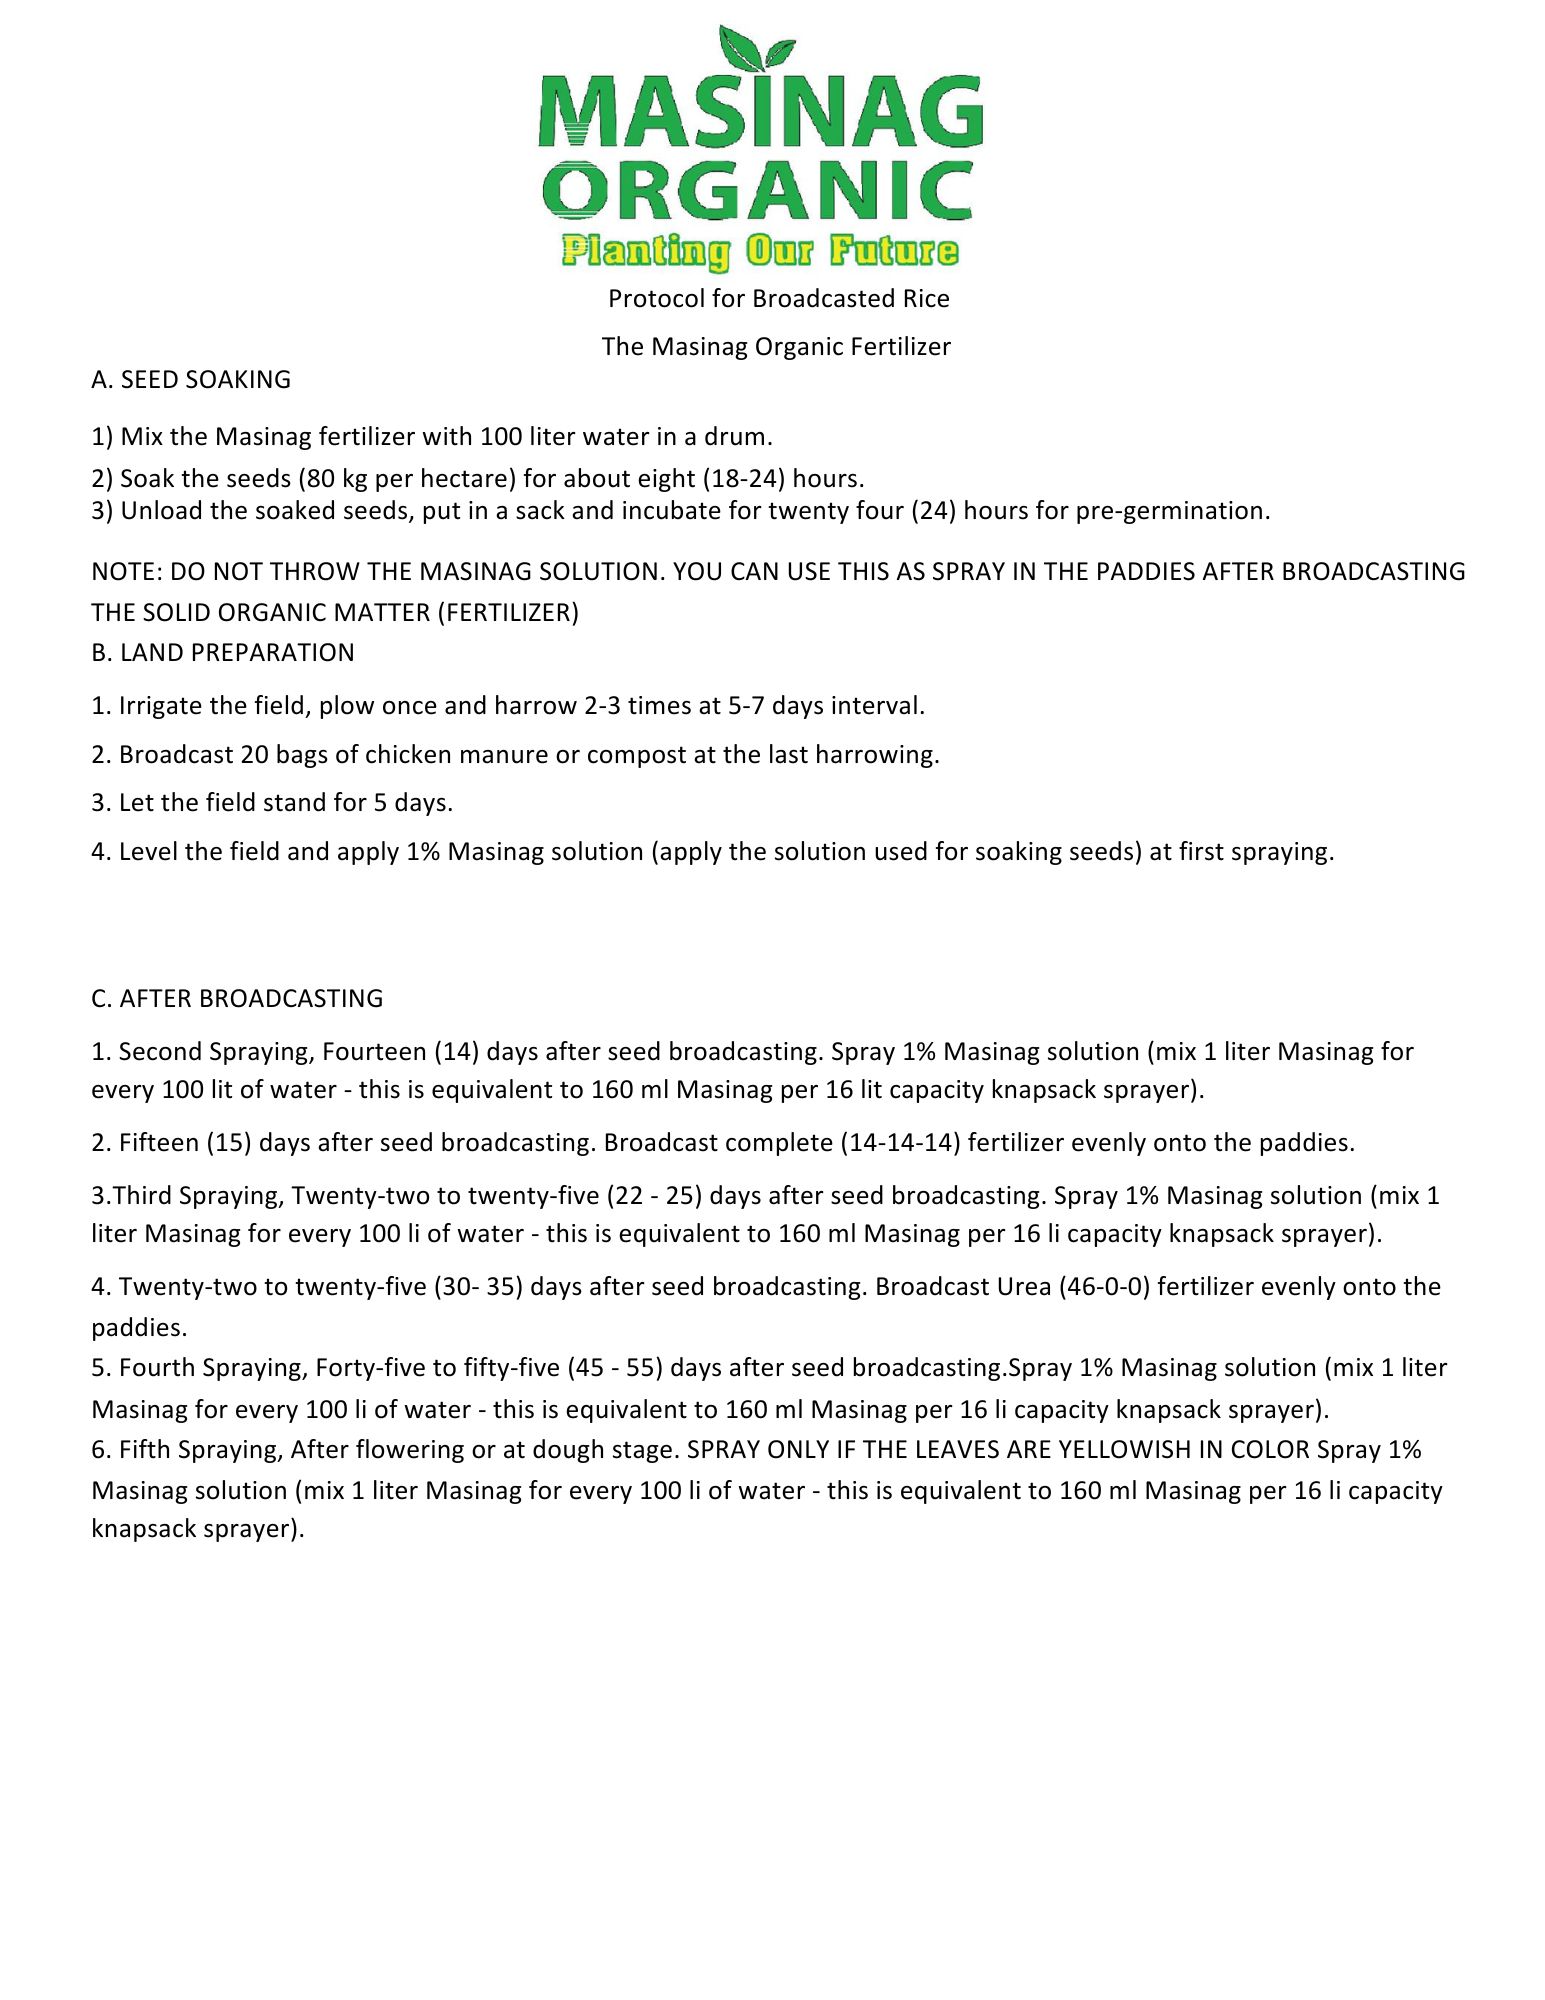 MASINAG
ORGANIC
Planting Our Future
Protocol for Broadcasted Rice
The Masinag Organic Fertilizer
A. SEED SOAKING
1) Mix the Masinag fertilizer with 100 liter water in a drum.
2) Soak the seeds (80 kg per hectare) for about eight (18-24) hours.
3) Unload the soaked seeds, put in a sack and incubate for twenty four (24) hours for pre-germination.
NOTE: DO NOT THROW THE MASINAG SOLUTION. YOU CAN USE THIS AS SPRAY IN THE PADDIES AFTER BROADCASTING
THE SOLID ORGANIC MATTER (FERTILIZER)
B. LAND PREPARATION
1. Irrigate the field, plow once and harrow 2-3 times at 5-7 days interval.
2. Broadcast 20 bags of chicken manure or compost at the last harrowing.
3. Let the field stand for 5 days.
4. Level the field and apply 1% Masinag solution (apply the solution used for soaking seeds) at first spraying.
C. AFTER BROADCASTING
1. Second Spraying, Fourteen (14) days after seed broadcasting. Spray 1% Masinag solution (mix 1 liter Masinag for
every 100 lit of water - this is equivalent to 160 ml Masinag per 16 lit capacity knapsack sprayer).
2. Fifteen (15) days after seed broadcasting. Broadcast complete (14-14-14) fertilizer evenly onto the paddies.
3.Third Spraying, Twenty-two to twenty-five (22 - 25) days after seed broadcasting. Spray 1% Masinag solution (mix 1
liter Masinag for every 100 li of water - this is equivalent to 160 ml Masinag per 16 li capacity knapsack sprayer).
4. Twenty-two to twenty-five (30- 35) days after seed broadcasting. Broadcast Urea (46-0-0) fertilizer evenly onto the
paddies.
5. Fourth Spraying, Forty-five to fifty-five (45 - 55) days after seed broadcasting.Spray 1% Masinag solution (mix 1 liter
Masinag for every 100 li of water - this is equivalent to 160 ml Masinag per 16 li capacity knapsack sprayer).
6. Fifth Spraying, After flowering or at dough stage. SPRAY ONLY IF THE LEAVES ARE YELLOWISH IN COLOR Spray 1%
Masinag solution (mix 1 liter Masinag for every 100 li of water - this is equivalent to 160 ml Masinag per 16 li capacity
knapsack sprayer).